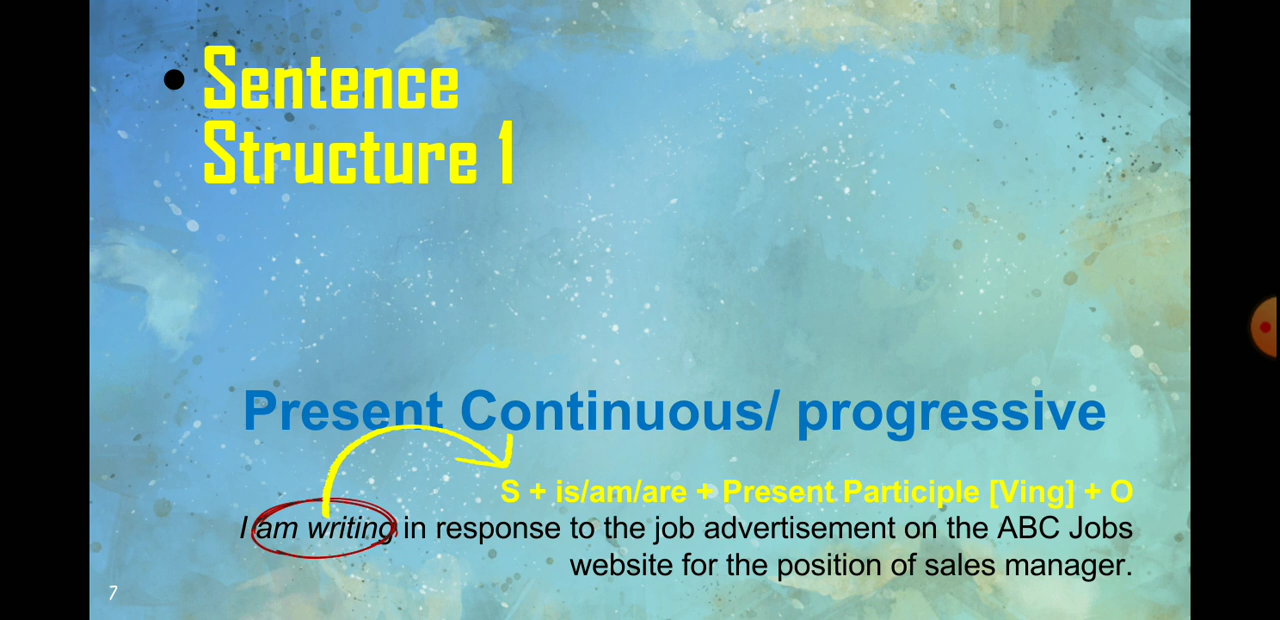 • Sentence
Structure 1
Present Continuous/ progressive
S + is/am/are + Present Participle [Ving] + O
I am writing in response to the job advertisement on the ABC Jobs
website for the position of sales manager.
7